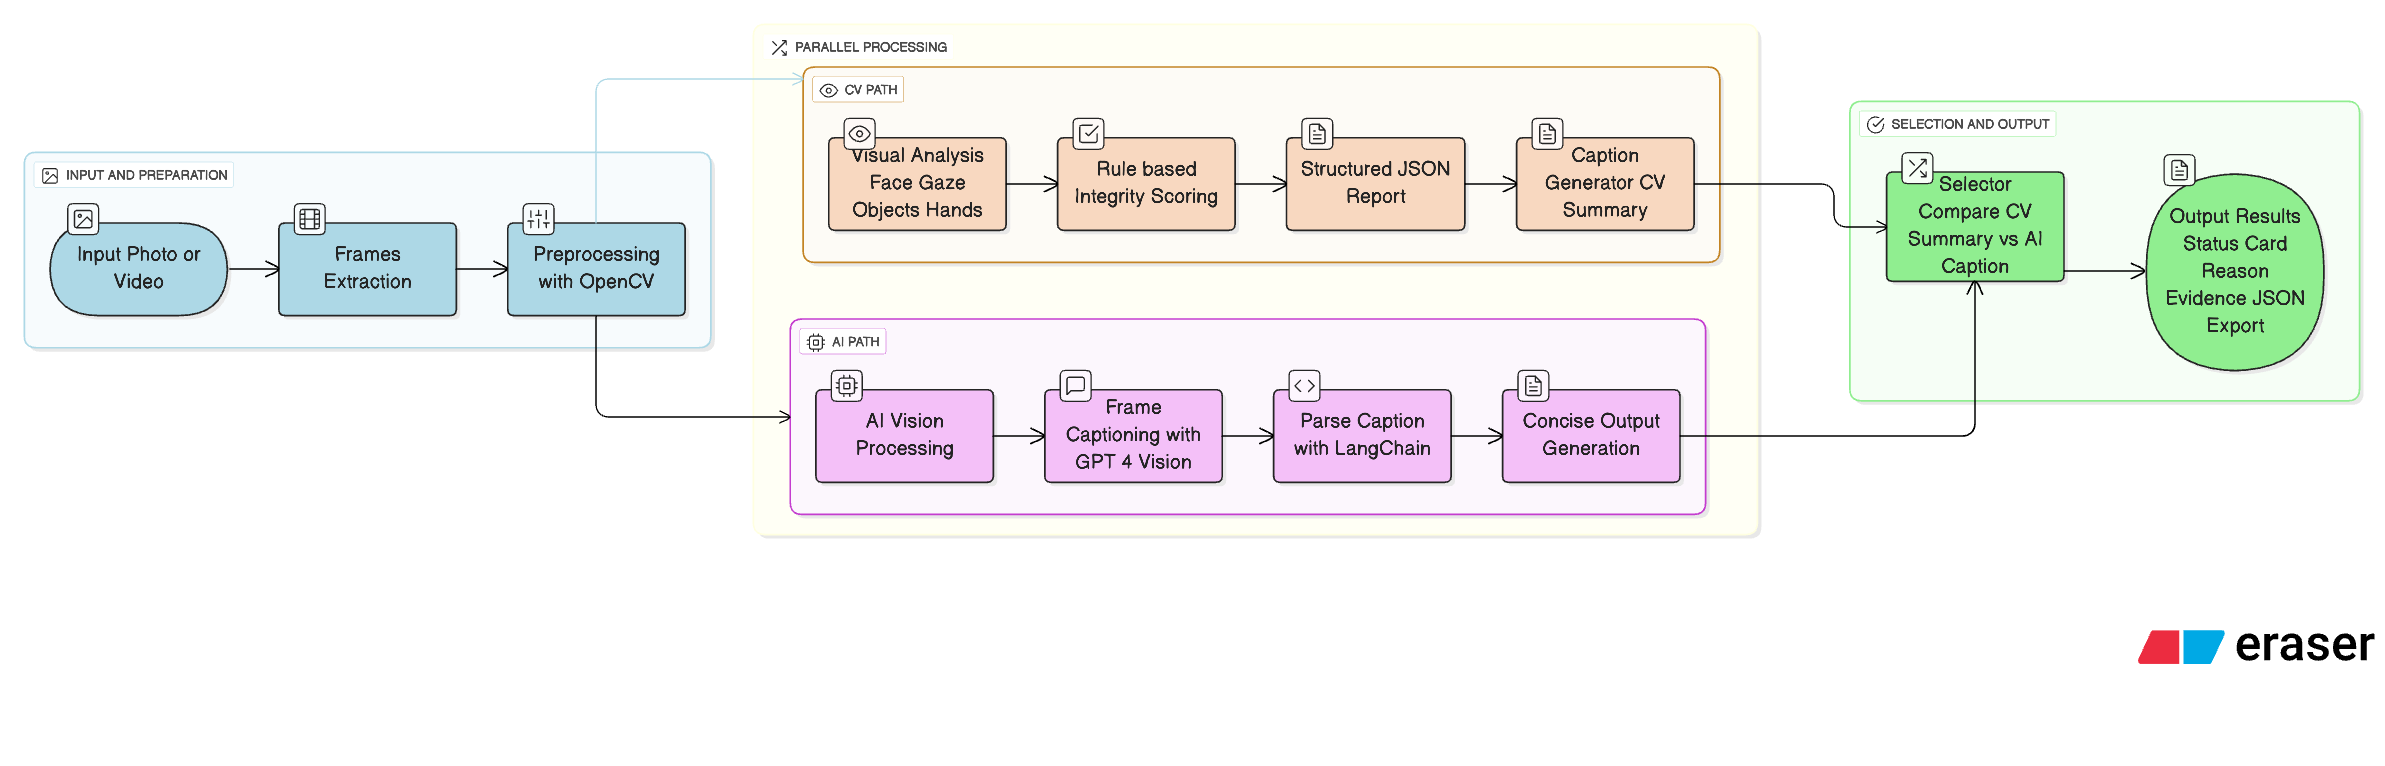 PARALLEL PROCESSING
CV PATH
Visual Analysis
Face Gaze
Objects Hands
Rule based
Integrity Scoring
Structured JSON
Report
Caption
Generator CV
Summary
INPUT AND PREPARATION
Input Photo or
Video
Frames
Extraction
Preprocessing
with OpenCV
AI PATH
AI Vision
Processing
Frame
Captioning with
GPT 4 Vision
Parse Caption
with LangChain
Concise Output
Generation
SELECTION AND OUTPUT
Selector
Compare CV
Summary vs AI
Caption
Output Results
Status Card
Reason
Evidence JSON
Export
eraser